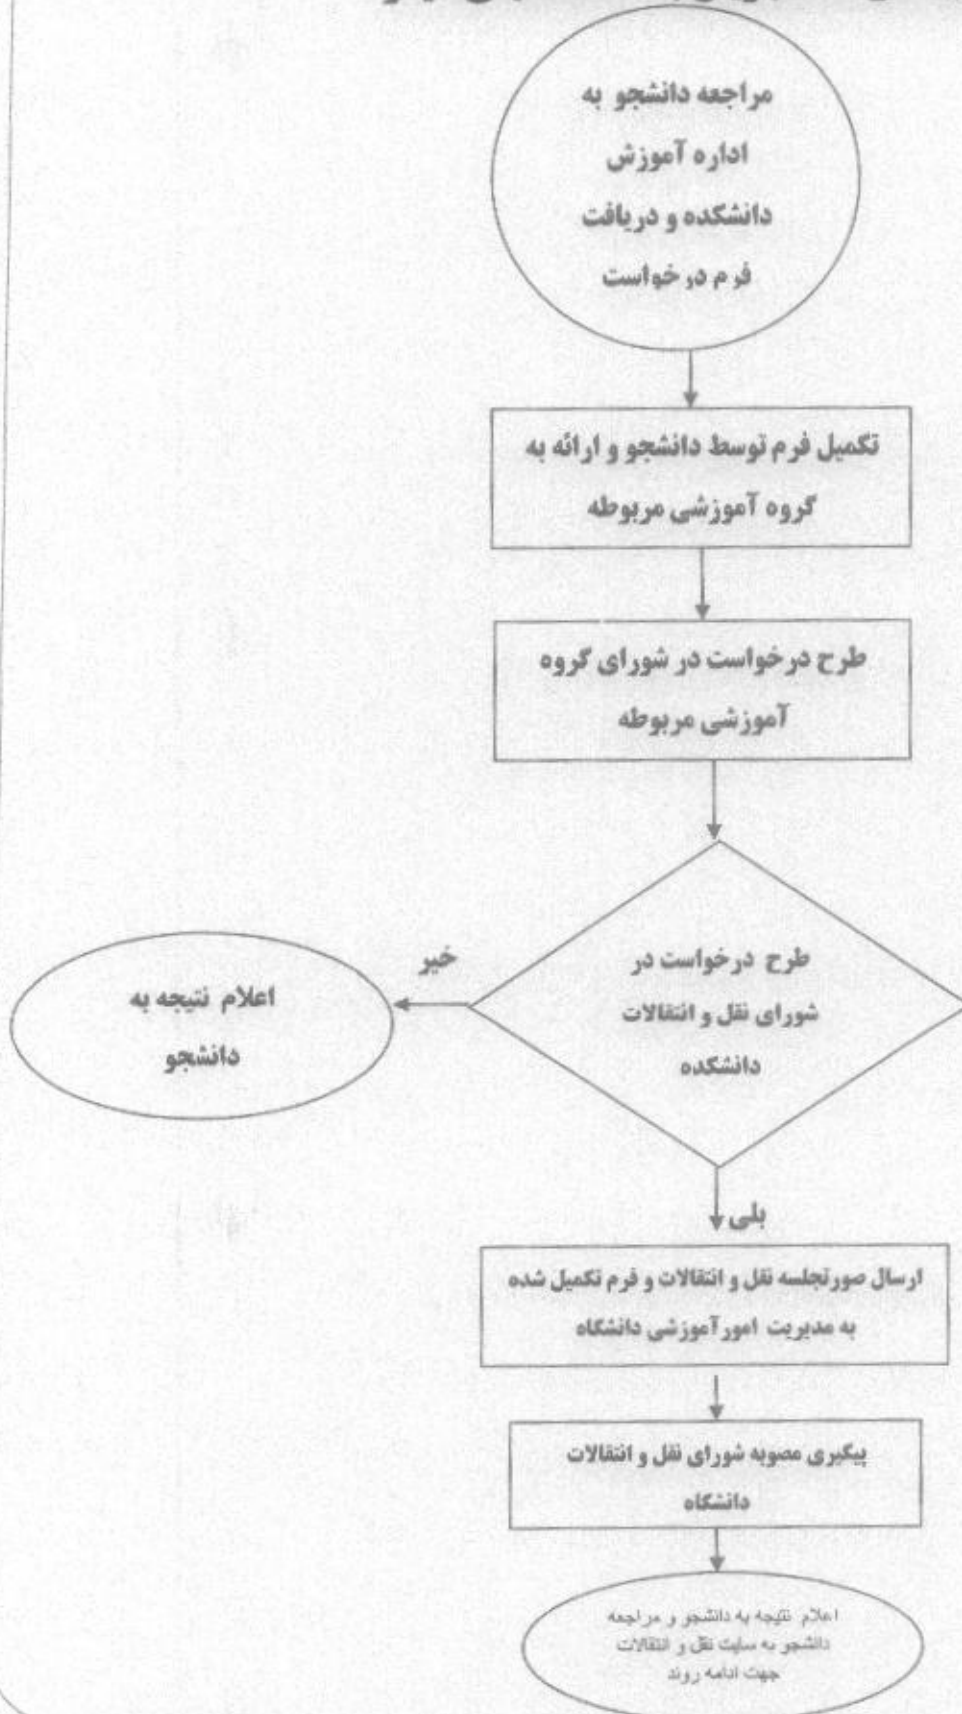 مراجعه دانشجو به
اداره آموزش
دانشکده و دریافت
فرم درخواست
تکمیل فرم توسط دانشجو و ارائه به
گروه آموزشی مربوطه
طرح درخواست در شورای گروه
آموزشی مربوطه
طرح درخواست در
شورای نقل و انتقالات
دانشکده
خیر
اعلام نتیجه به
دانشجو
بلی
ارسال صورتجلسه نقل و انتقالات و فرم تکمیل شده
به مدیریت امورآموزشی دانشگاه
پیگیری مصوبه شورای نقل و انتقالات
دانشگاه
اعلام نتیجه به دانشجو و مراجعه
دانشجو به سایت نقل و انتقالات
جهت ادامه روند